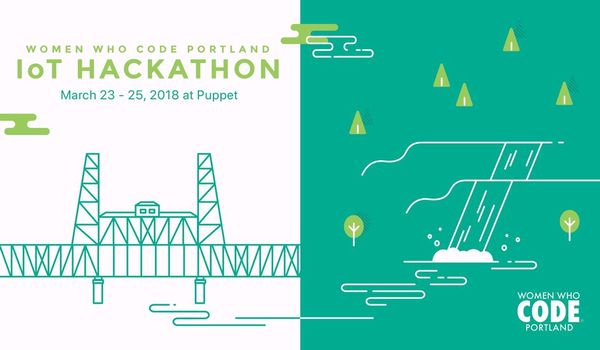 WOMEN WHO CODE PORTLAND
IoT HACKATHON
March 23 - 25, 2018 at Puppet
WOMEN WHO
CODE
PORTLAND